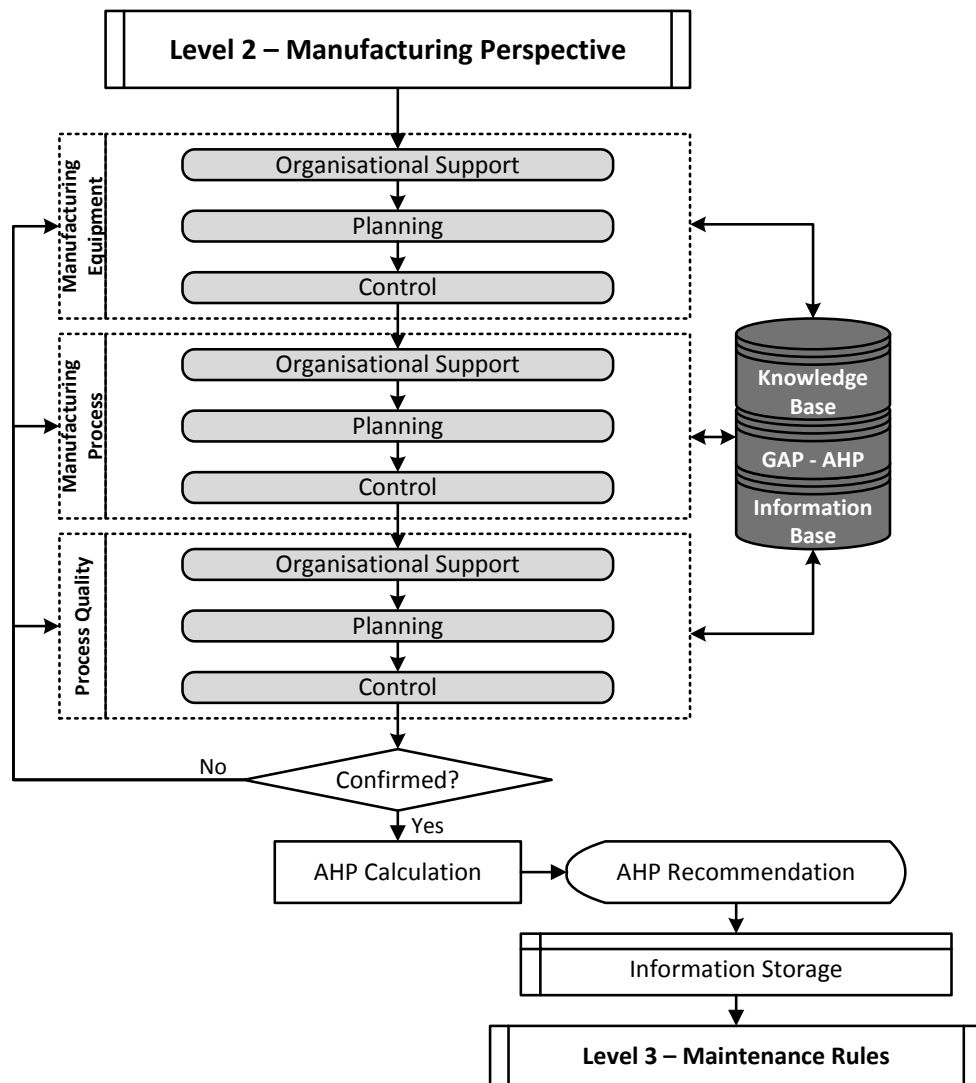 Level 2 – Manufacturing Perspective
Manufacturing
Equipment
Organisational Support
Planning
Control
Manufacturing
Process
Organisational Support
Planning
Control
Knowledge
Base
GAP - AHP
Information
Base
Process Quality
Organisational Support
Planning
Control
No
Confirmed?
Yes
AHP Calculation
AHP Recommendation
Information Storage
Level 3 – Maintenance Rules